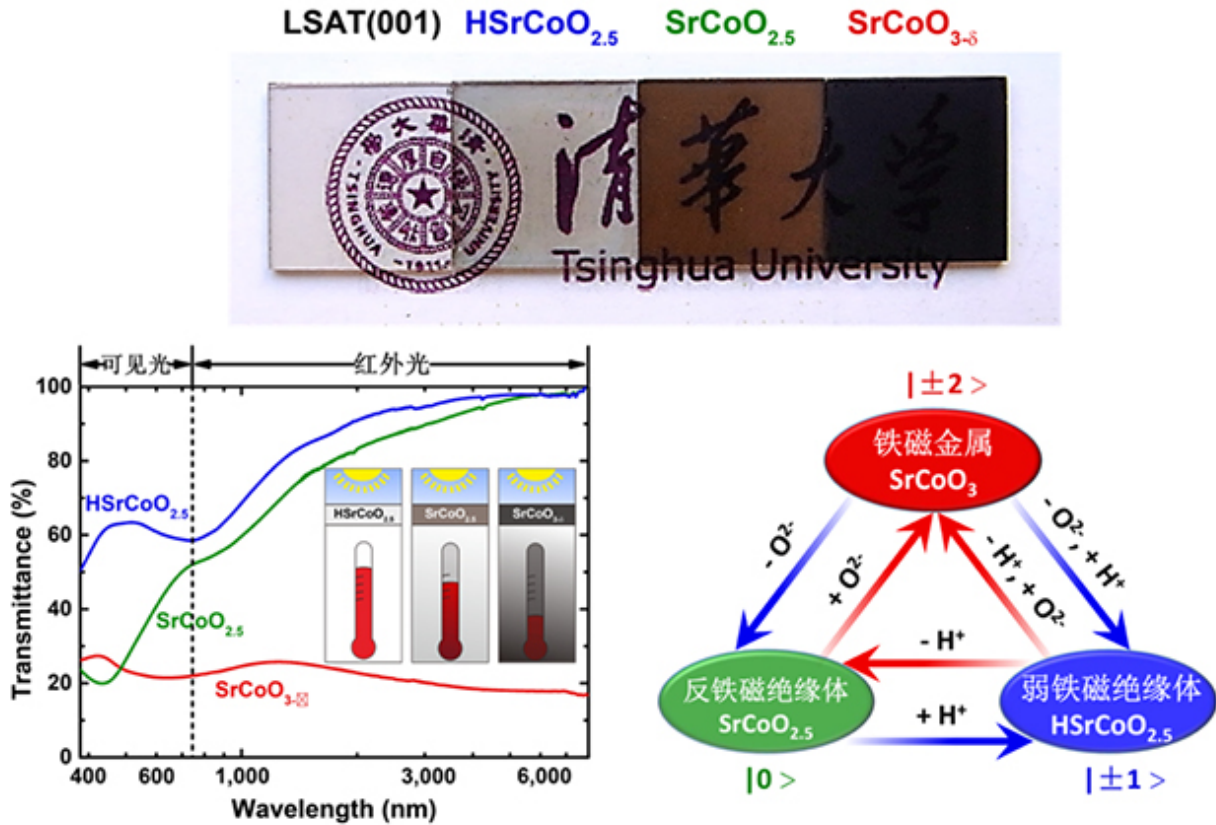 LSAT(001) HSrCoO2.5 SrCoO2.5 SrCoO3-δ
TSINGHUA UNIVERSITY
-1911-
清華大学
Tsinghua University
可见光 红外光
Transmittance (%)
100
80
60
40
20
0
HSrCoO2.5
SrCoO2.5
SrCoO3-☒
HSrCoO2.5 SrCoO2.5 SrCoO3-δ
400 600 1,000 3,000 6,000
Wavelength (nm)
|±2>
铁磁金属
SrCoO3
- O2-
+ O2-
- H+, + O2-
- O2-, + H+
- H+
+ H+
反铁磁绝缘体
SrCoO2.5
|0>
弱铁磁绝缘体
HSrCoO2.5
|±1>